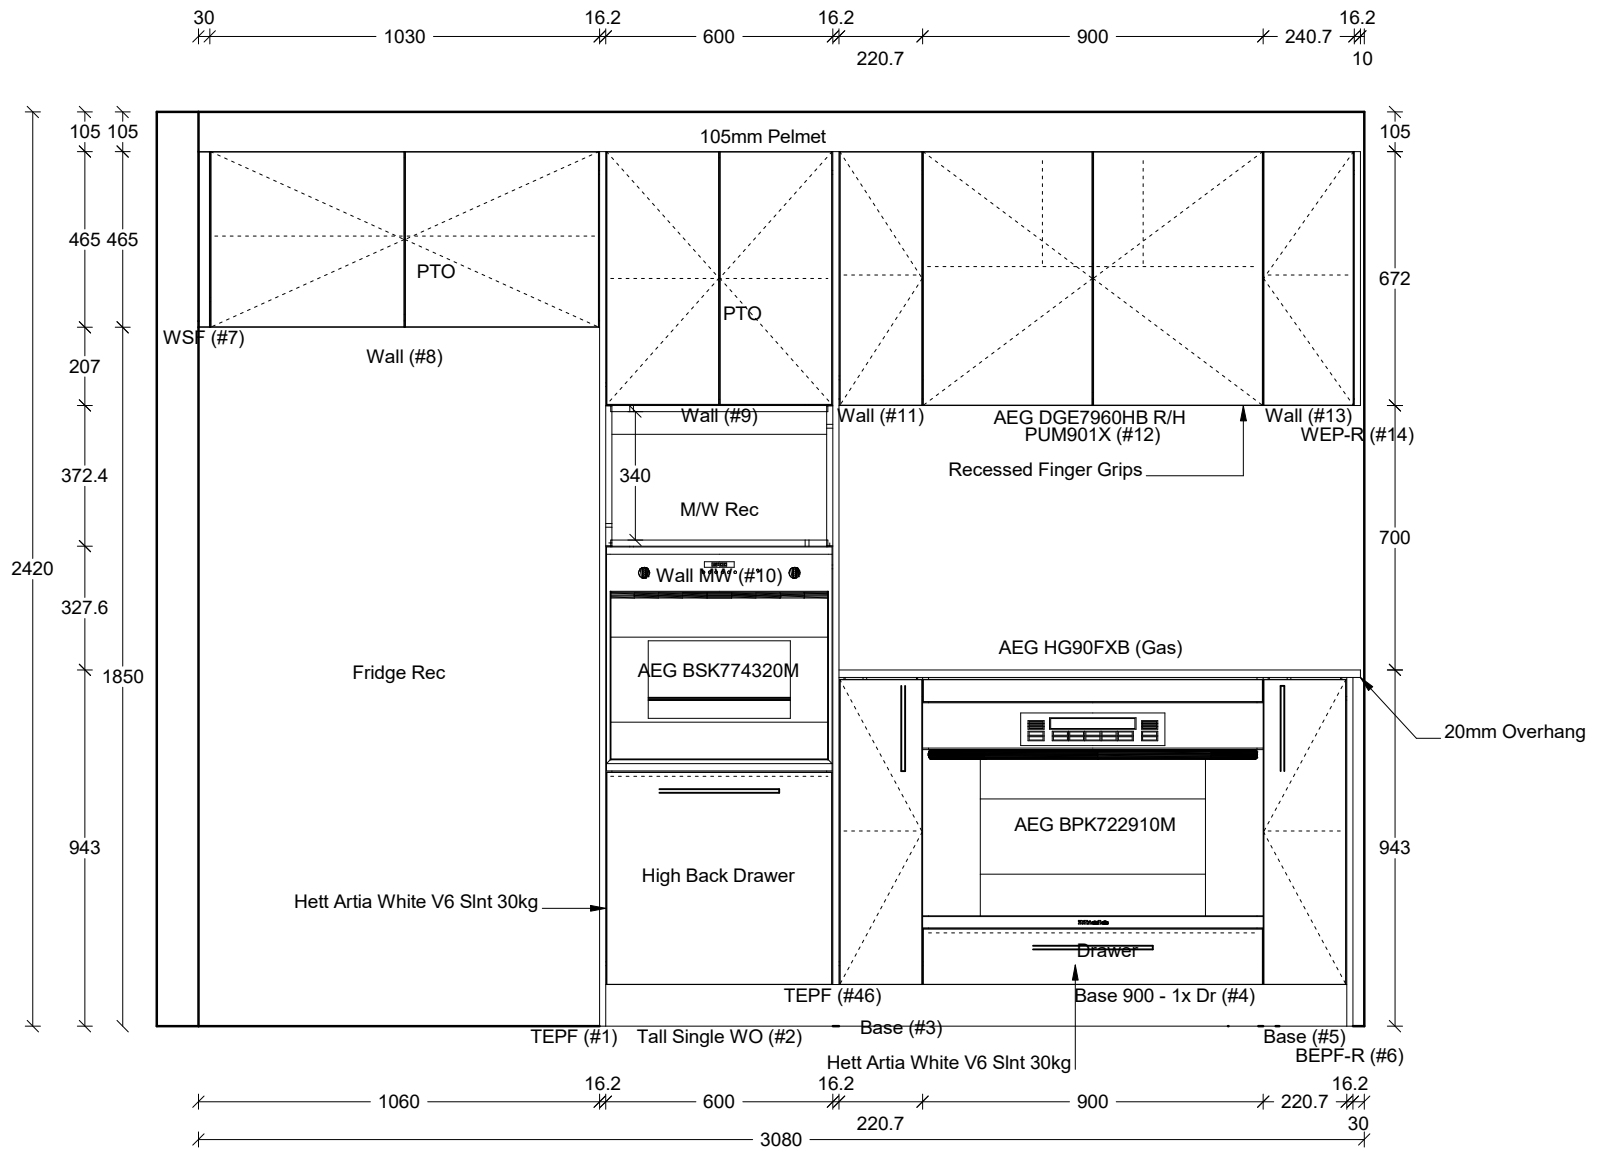 30
16.2
16.2
16.2
1030
600
900
240.7
220.7
10
105
105
105mm Pelmet
105
465
465
672
PTO
PTO
WSF (#7)
Wall (#8)
207
Wall (#9)
Wall (#11)
AEG DGE7960HB R/H
PUM901X (#12)
Wall (#13)
WEP-R (#14)
Recessed Finger Grips
372.4
340
M/W Rec
700
2420
327.6
Wall MW (#10)
AEG HG90FXB (Gas)
Fridge Rec
AEG BSK774320M
1850
20mm Overhang
AEG BPK722910M
943
943
High Back Drawer
Hett Artia White V6 Slnt 30kg
Drawer
TEPF (#46)
Base 900 - 1x Dr (#4)
TEPF (#1)
Tall Single WO (#2)
Base (#3)
Base (#5)
BEPF-R (#6)
Hett Artia White V6 Slnt 30kg
16.2
16.2
16.2
1060
600
900
220.7
220.7
30
3080